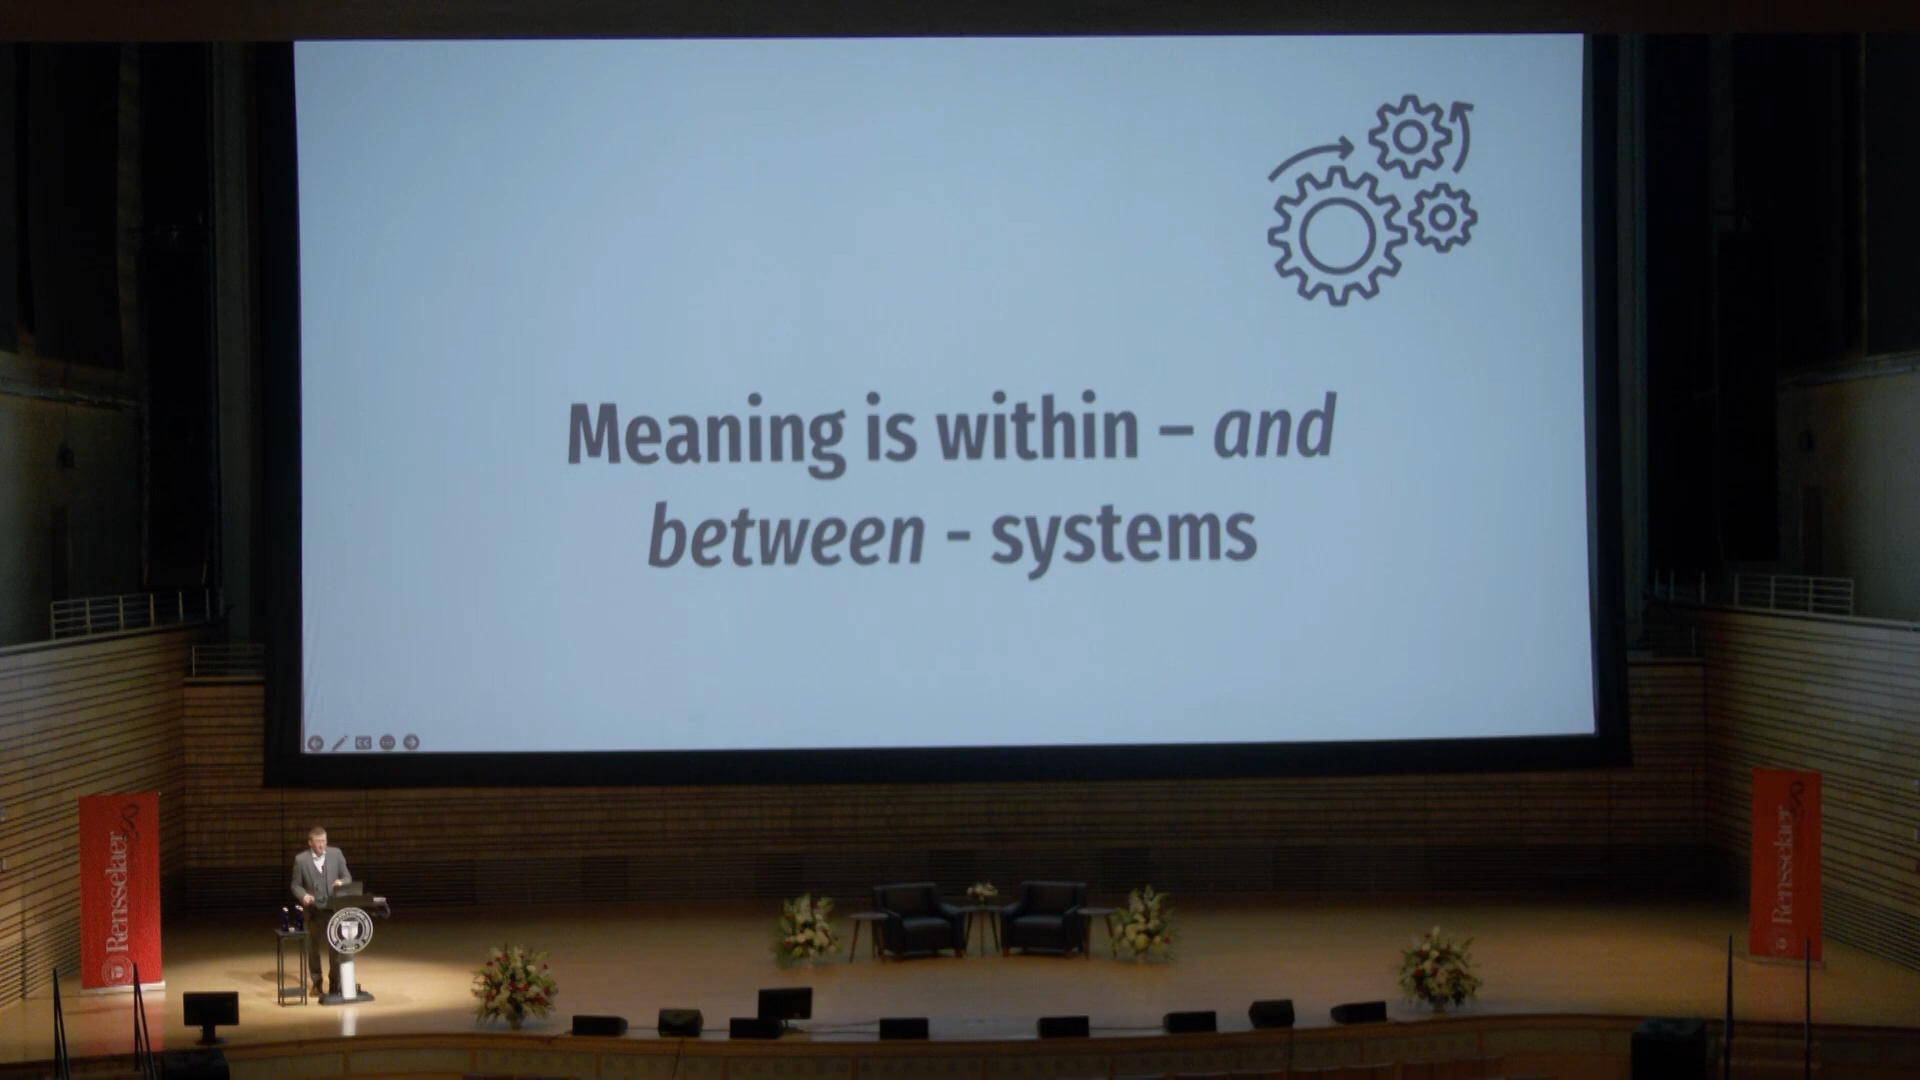 Meaning is within – and
between - systems
Rensselaer
Rensselaer